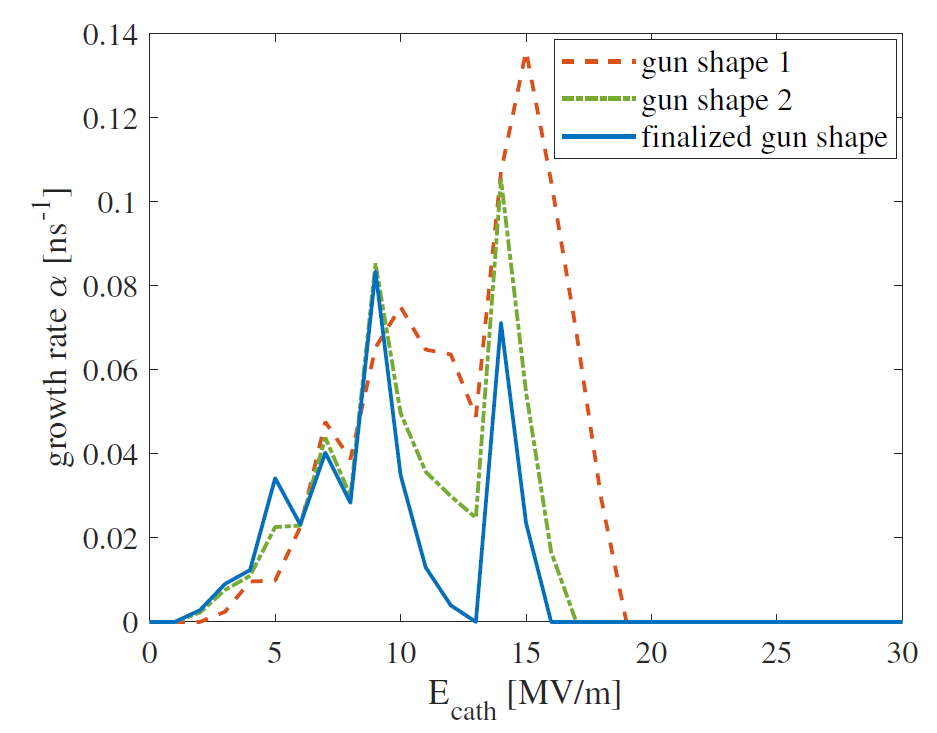 0.14
0.12
0.1
0.08
0.06
0.04
0.02
0
growth rate α [ns⁻¹]
gun shape 1
gun shape 2
finalized gun shape
0 5 10 15 20 25 30
E_cath [MV/m]